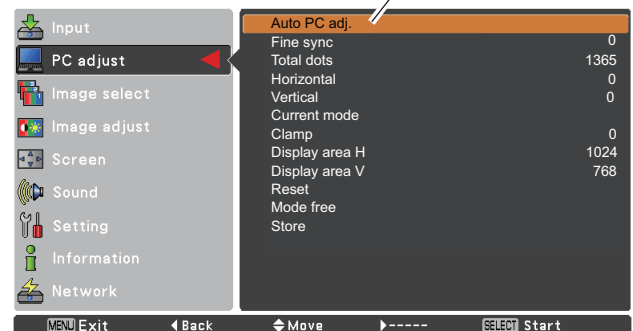 Input
PC adjust
Image select
Image adjust
Screen
Sound
Setting
Information
Network
Auto PC adj.
Fine sync 0
Total dots 1365
Horizontal 0
Vertical 0
Current mode
Clamp 0
Display area H 1024
Display area V 768
Reset
Mode free
Store
MENU Exit Back Move ----- SELECT Start